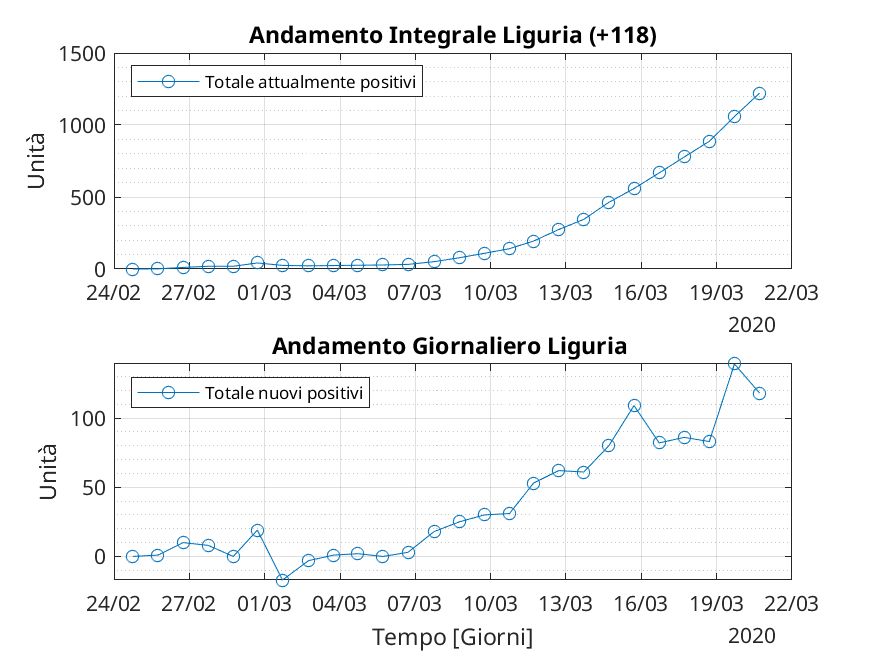 Andamento Integrale Liguria (+118)
1500
1000
500
0
Unità
Totale attualmente positivi
24/02 27/02 01/03 04/03 07/03 10/03 13/03 16/03 19/03 22/03
2020
Andamento Giornaliero Liguria
100
50
0
Unità
Totale nuovi positivi
24/02 27/02 01/03 04/03 07/03 10/03 13/03 16/03 19/03 22/03
Tempo [Giorni]
2020